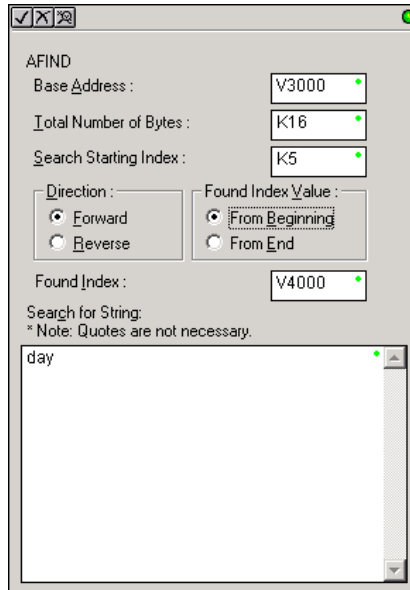 AFIND
Base Address : V3000
Total Number of Bytes : K16
Search Starting Index : K5
Direction : Found Index Value :
Forward From Beginning
Reverse From End
Found Index : V4000
Search for String:
* Note: Quotes are not necessary.
day